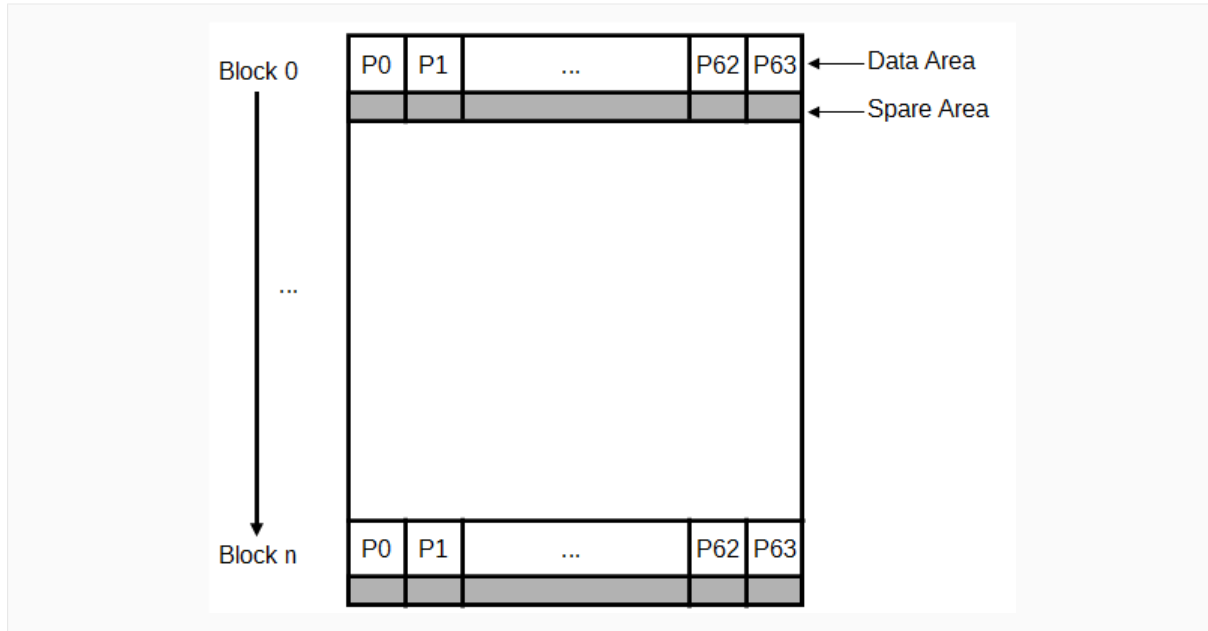 Block 0 P0 P1 ... P62 P63 Data Area
Spare Area
...
Block n P0 P1 ... P62 P63